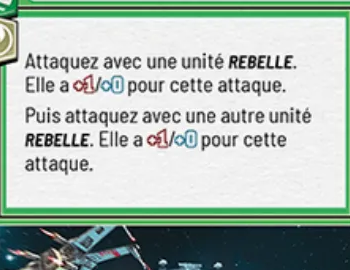 Attaquez avec une unité REBELLE.
Elle a +1/+0 pour cette attaque.
Puis attaquez avec une autre unité
REBELLE. Elle a +1/+0 pour cette
attaque.